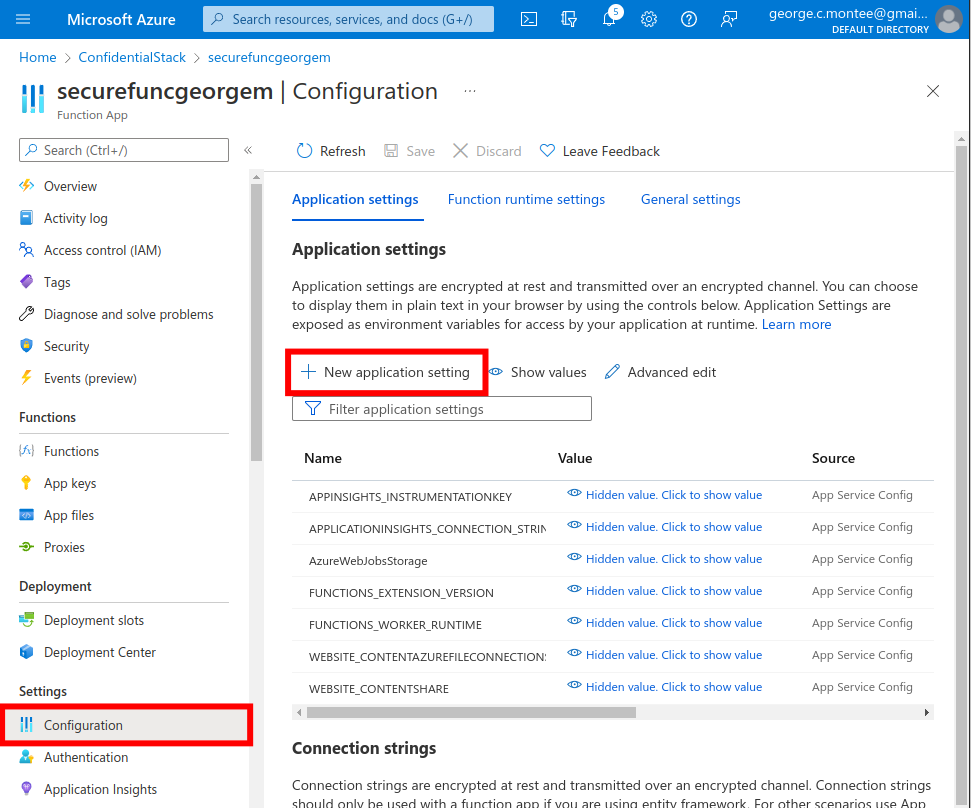 Microsoft Azure
Search resources, services, and docs (G+/)
5
george.c.montee@gmai...
DEFAULT DIRECTORY
Home > ConfidentialStack > securefuncgeorgem
securefuncgeorgem | Configuration ...
Function App
Search (Ctrl+/)
«
Overview
Activity log
Access control (IAM)
Tags
Diagnose and solve problems
Security
Events (preview)
Functions
Functions
App keys
App files
Proxies
Deployment
Deployment slots
Deployment Center
Settings
Configuration
Authentication
Application Insights
Refresh Save Discard Leave Feedback
Application settings Function runtime settings General settings
Application settings
Application settings are encrypted at rest and transmitted over an encrypted channel. You can choose
to display them in plain text in your browser by using the controls below. Application Settings are
exposed as environment variables for access by your application at runtime. Learn more
New application setting Show values Advanced edit
Filter application settings
Name Value Source
APPINSIGHTS_INSTRUMENTATIONKEY Hidden value. Click to show value App Service Config
APPLICATIONINSIGHTS_CONNECTION_STRIN Hidden value. Click to show value App Service Config
AzureWebJobsStorage Hidden value. Click to show value App Service Config
FUNCTIONS_EXTENSION_VERSION Hidden value. Click to show value App Service Config
FUNCTIONS_WORKER_RUNTIME Hidden value. Click to show value App Service Config
WEBSITE_CONTENTAZUREFILECONNECTIONS Hidden value. Click to show value App Service Config
WEBSITE_CONTENTSHARE Hidden value. Click to show value App Service Config
Connection strings
Connection strings are encrypted at rest and transmitted over an encrypted channel. Connection strings
should only be used with a function app if you are using entity framework. For other scenarios use App